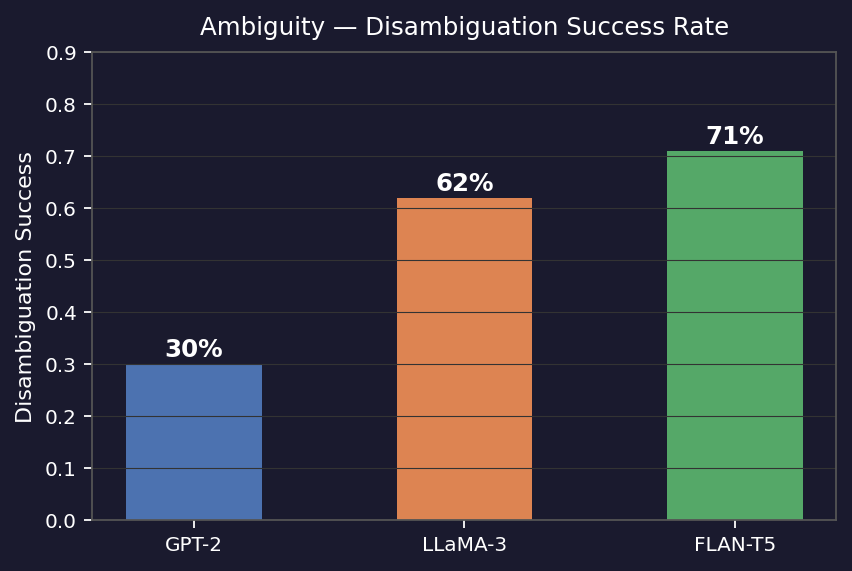 Ambiguity — Disambiguation Success Rate
Disambiguation Success
0.9
0.8
0.7
0.6
0.5
0.4
0.3
0.2
0.1
0.0
30%
62%
71%
GPT-2
LLaMA-3
FLAN-T5